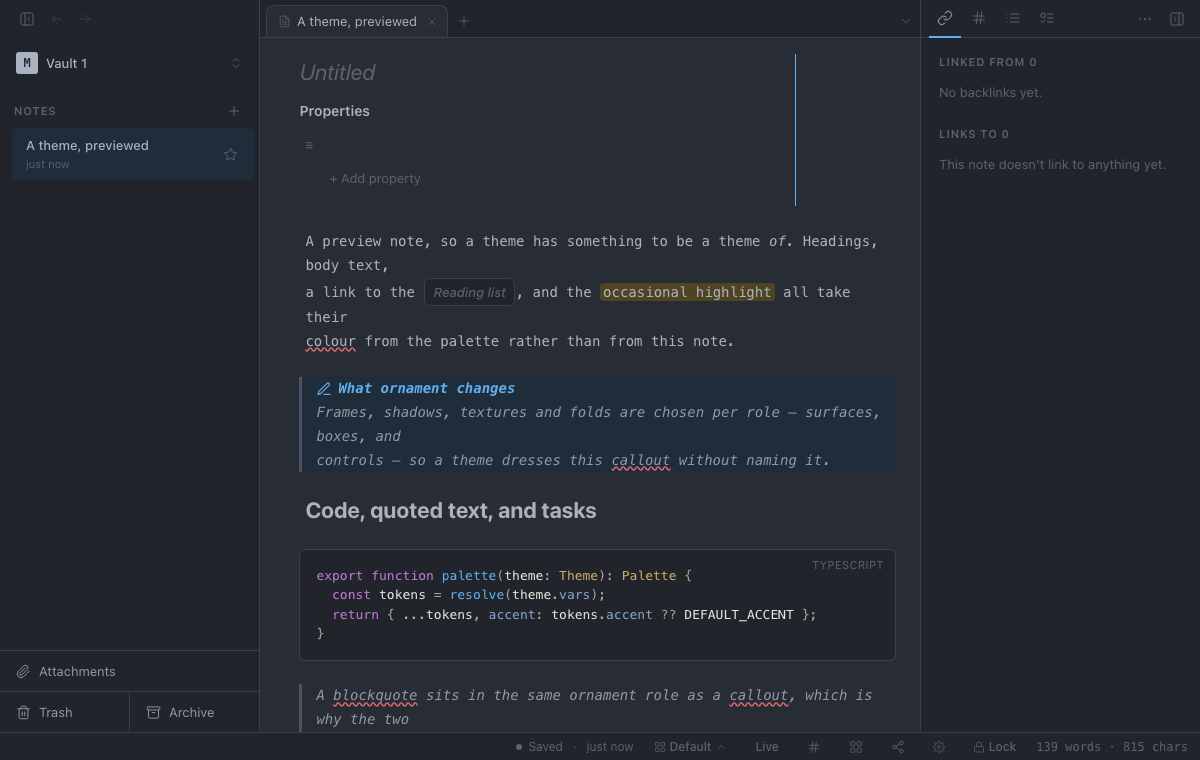 A theme, previewed
M Vault 1
NOTES
A theme, previewed
just now
Attachments
Trash
Archive
Untitled
Properties
+ Add property
A preview note, so a theme has something to be a theme of. Headings,
body text,
a link to the Reading list, and the occasional highlight all take
their
colour from the palette rather than from this note.
What ornament changes
Frames, shadows, textures and folds are chosen per role — surfaces,
boxes, and
controls — so a theme dresses this callout without naming it.
Code, quoted text, and tasks
TYPESCRIPT
export function palette(theme: Theme): Palette {
const tokens = resolve(theme.vars);
return { ...tokens, accent: tokens.accent ?? DEFAULT_ACCENT };
}
A blockquote sits in the same ornament role as a callout, which is
why the two
LINKED FROM 0
No backlinks yet.
LINKS TO 0
This note doesn't link to anything yet.
Saved · just now
Default
Live
Lock
139 words · 815 chars